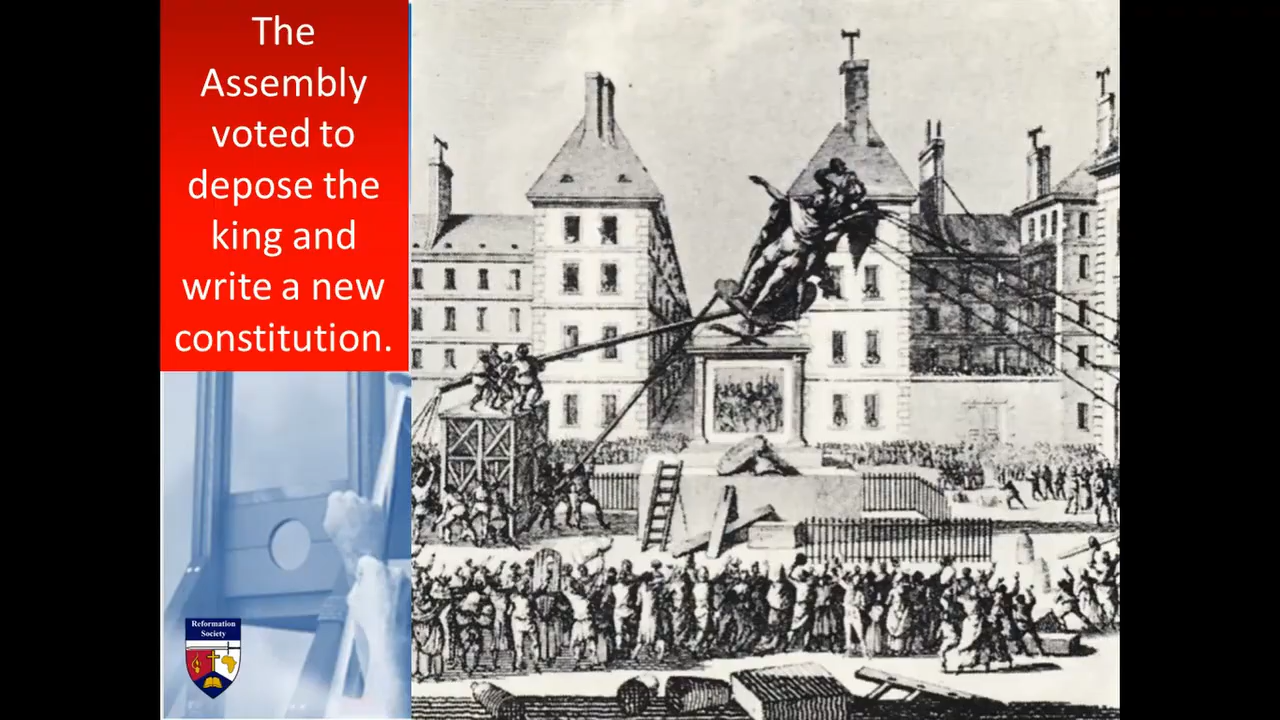 The
Assembly
voted to
depose the
king and
write a new
constitution.
Reformation
Society